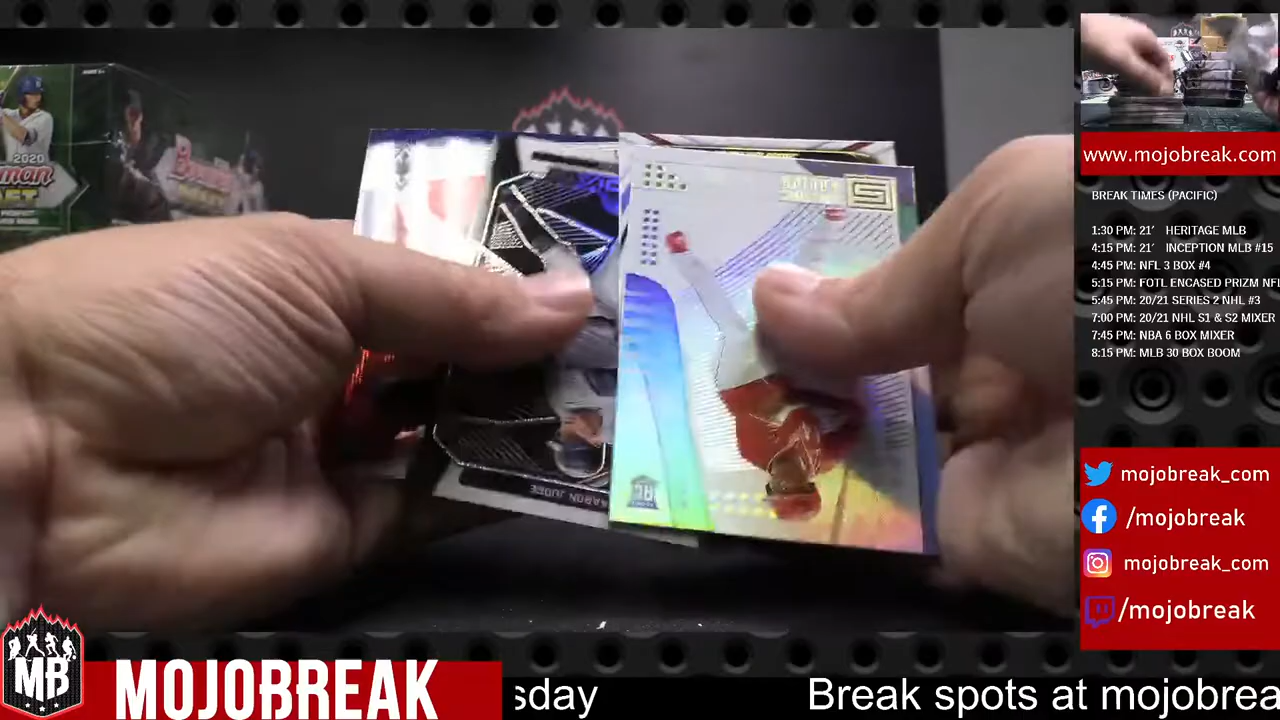 2020
www.mojobreak.com
BREAK TIMES (PACIFIC)
1:30 PM: 21' HERITAGE MLB
4:15 PM: 21' INCEPTION MLB #15
4:45 PM: NFL 3 BOX #4
5:15 PM: FOTL ENCASED PRIZM NFL
5:45 PM: 20/21 SERIES 2 NHL #3
7:00 PM: 20/21 NHL S1 & S2 MIXER
7:45 PM: NBA 6 BOX MIXER
8:15 PM: MLB 30 BOX BOOM
AARON JUDGE
RC
mojobreak_com
/mojobreak
mojobreak_com
/mojobreak
MB
MOJOBREAK
sday
Break spots at mojobrea